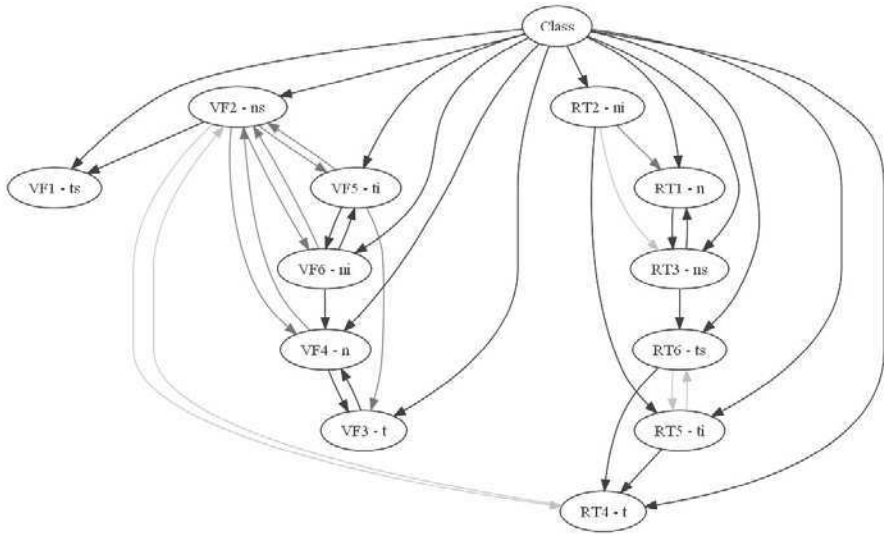 Class
VF2 - ns
RT2 - ni
VF1 - ts
VF5 - ti
RT1 - n
VF6 - ni
RT3 - ns
VF4 - n
RT6 - ts
VF3 - t
RT5 - ti
RT4 - t